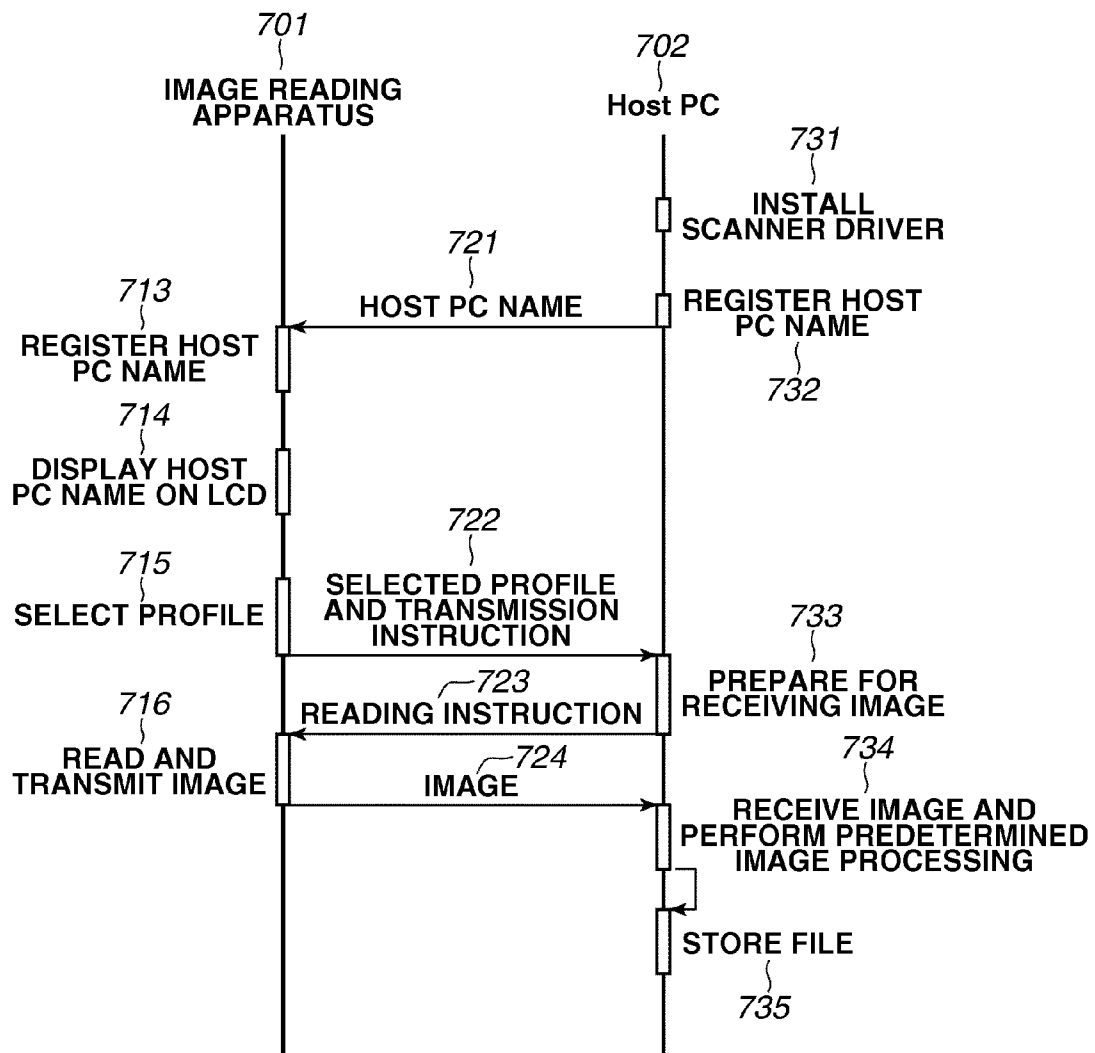 701
IMAGE READING
APPARATUS
702
Host PC
731
INSTALL
SCANNER DRIVER
721
HOST PC NAME
713
REGISTER HOST
PC NAME
REGISTER HOST
PC NAME
732
714
DISPLAY HOST
PC NAME ON LCD
715
SELECT PROFILE
722
SELECTED PROFILE
AND TRANSMISSION
INSTRUCTION
733
PREPARE FOR
RECEIVING IMAGE
723
READING INSTRUCTION
716
READ AND
TRANSMIT IMAGE
724
IMAGE
734
RECEIVE IMAGE AND
PERFORM PREDETERMINED
IMAGE PROCESSING
STORE FILE
735